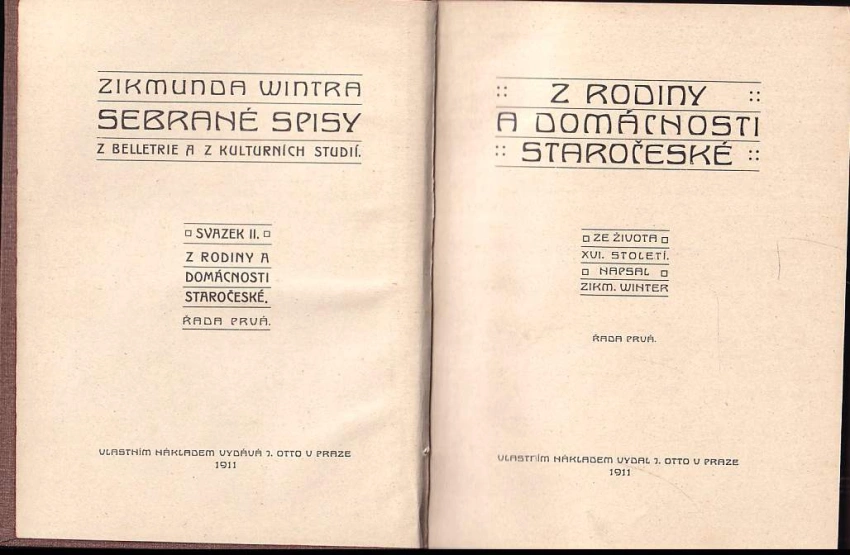 ZIKMUNDA WINTRA
SEBRANÉ SPISY
Z BELLETRIE A Z KULTURNÍCH STUDIÍ.
SVAZEK II.
Z RODINY A
DOMÁCNOSTI
STAROČESKÉ.
ŘADA PRVÁ.
VLASTNÍM NÁKLADEM VYDÁVÁ J. OTTO V PRAZE
1911
Z RODINY
A DOMÁCNOSTI
STAROČESKÉ
ZE ŽIVOTA
XVI. STOLETÍ.
NAPSAL
ZIKM. WINTER
ŘADA PRVÁ.
VLASTNÍM NÁKLADEM VYDAL J. OTTO V PRAZE
1911